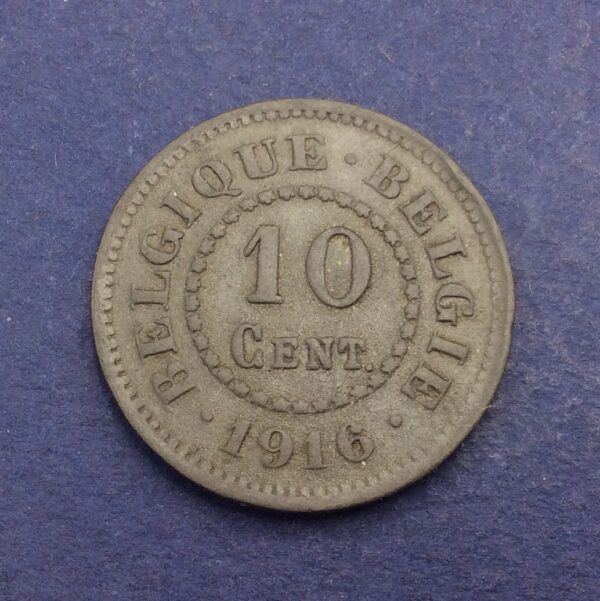 BELGIQUE · BELGIE ·
10
CENT.
· 1916 ·